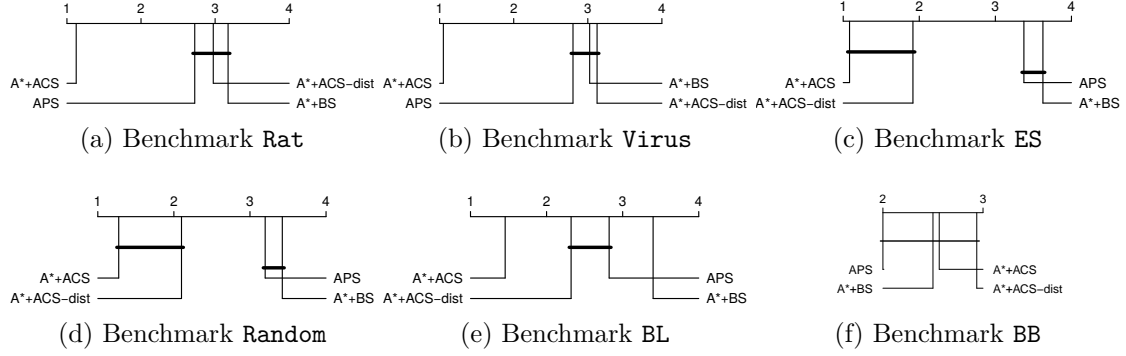 1 2 3 4
A*+ACS A*+ACS−dist
APS A*+BS
(a) Benchmark Rat
1 2 3 4
A*+ACS A*+BS
APS A*+ACS−dist
(b) Benchmark Virus
1 2 3 4
A*+ACS APS
A*+ACS−dist A*+BS
(c) Benchmark ES
1 2 3 4
A*+ACS APS
A*+ACS−dist A*+BS
(d) Benchmark Random
1 2 3 4
A*+ACS APS
A*+ACS−dist A*+BS
(e) Benchmark BL
2 3
APS A*+ACS
A*+BS A*+ACS−dist
(f) Benchmark BB